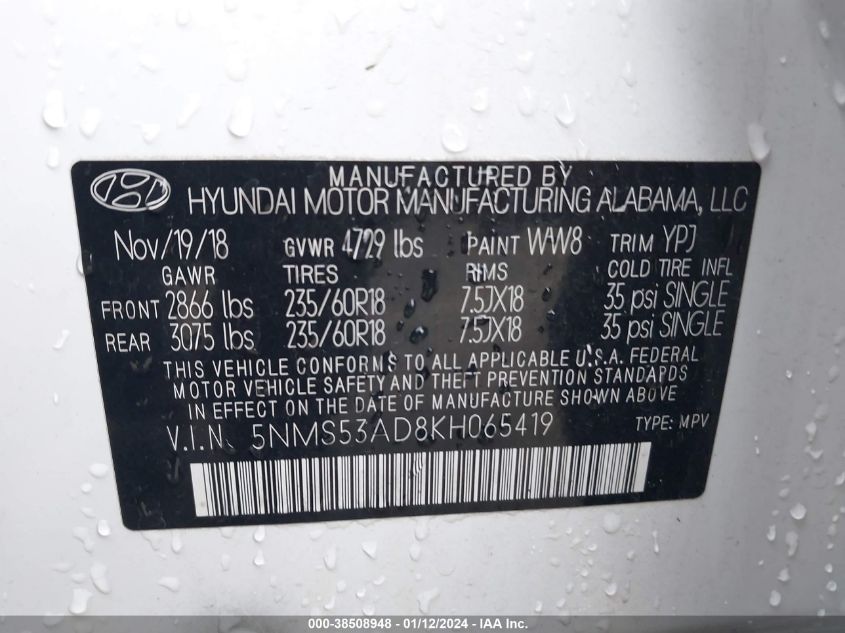 MANUFACTURED BY
HYUNDAI MOTOR MANUFACTURING ALABAMA, LLC
Nov/19/18 GVWR 4729 lbs PAINT WW8 TRIM YPJ
GAWR TIRES RIMS COLD TIRE INFL
FRONT 2866 lbs 235/60R18 7.5JX18 35 psi SINGLE
REAR 3075 lbs 235/60R18 7.5JX18 35 psi SINGLE
THIS VEHICLE CONFORMS TO ALL APPLICABLE U.S.A. FEDERAL
MOTOR VEHICLE SAFETY AND THEFT PREVENTION STANDARDS
IN EFFECT ON THE DATE OF MANUFACTURE SHOWN ABOVE
V.I.N. 5NMS53AD8KH065419 TYPE: MPV
000-38508948 - 01/12/2024 - IAA Inc.